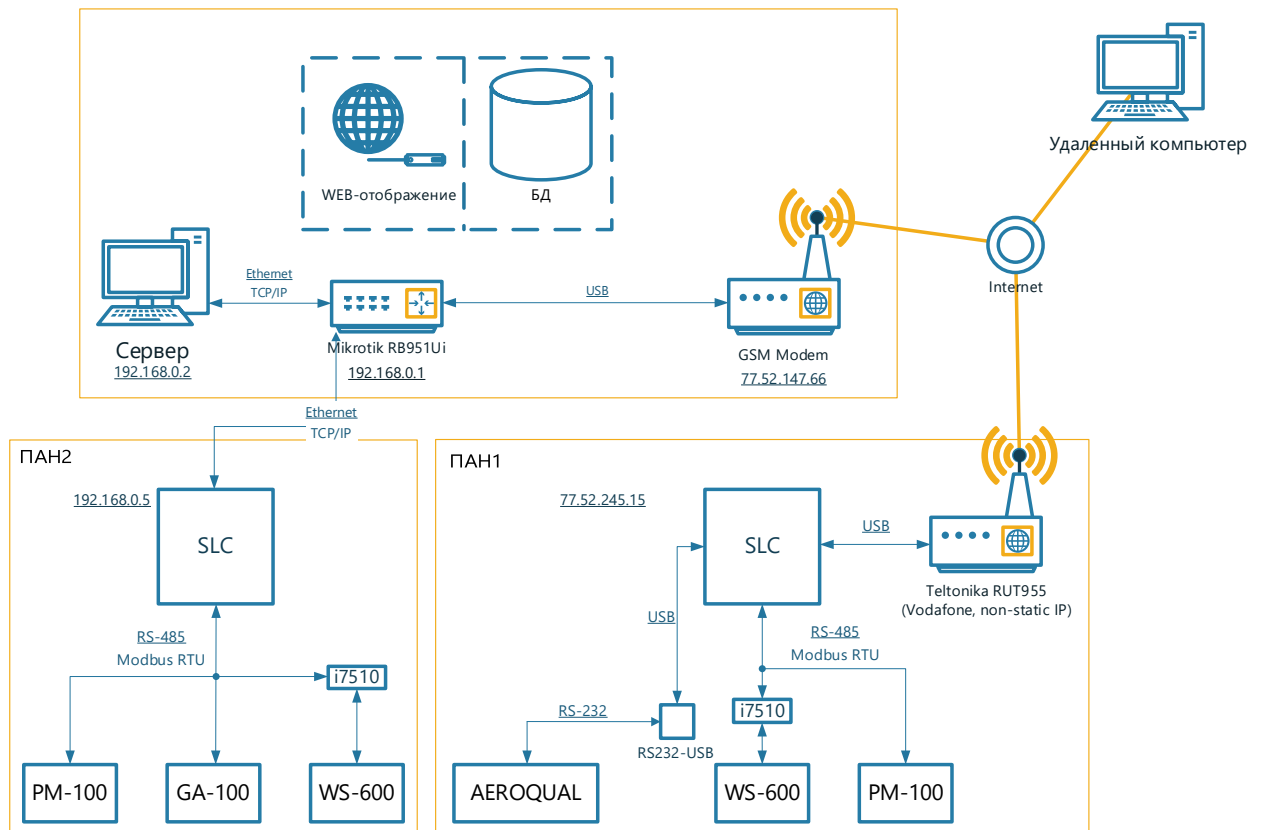 WEB-отображение
БД
Удаленный компьютер
Ethernet
TCP/IP
USB
Internet
Сервер
192.168.0.2
Mikrotik RB951Ui
192.168.0.1
GSM Modem
77.52.147.66
Ethernet
TCP/IP
ПАН2
192.168.0.5
SLC
RS-485
Modbus RTU
i7510
PM-100
GA-100
WS-600
ПАН1
77.52.245.15
SLC
USB
Teltonika RUT955
(Vodafone, non-static IP)
USB
RS-485
Modbus RTU
i7510
RS-232
RS232-USB
AEROQUAL
WS-600
PM-100